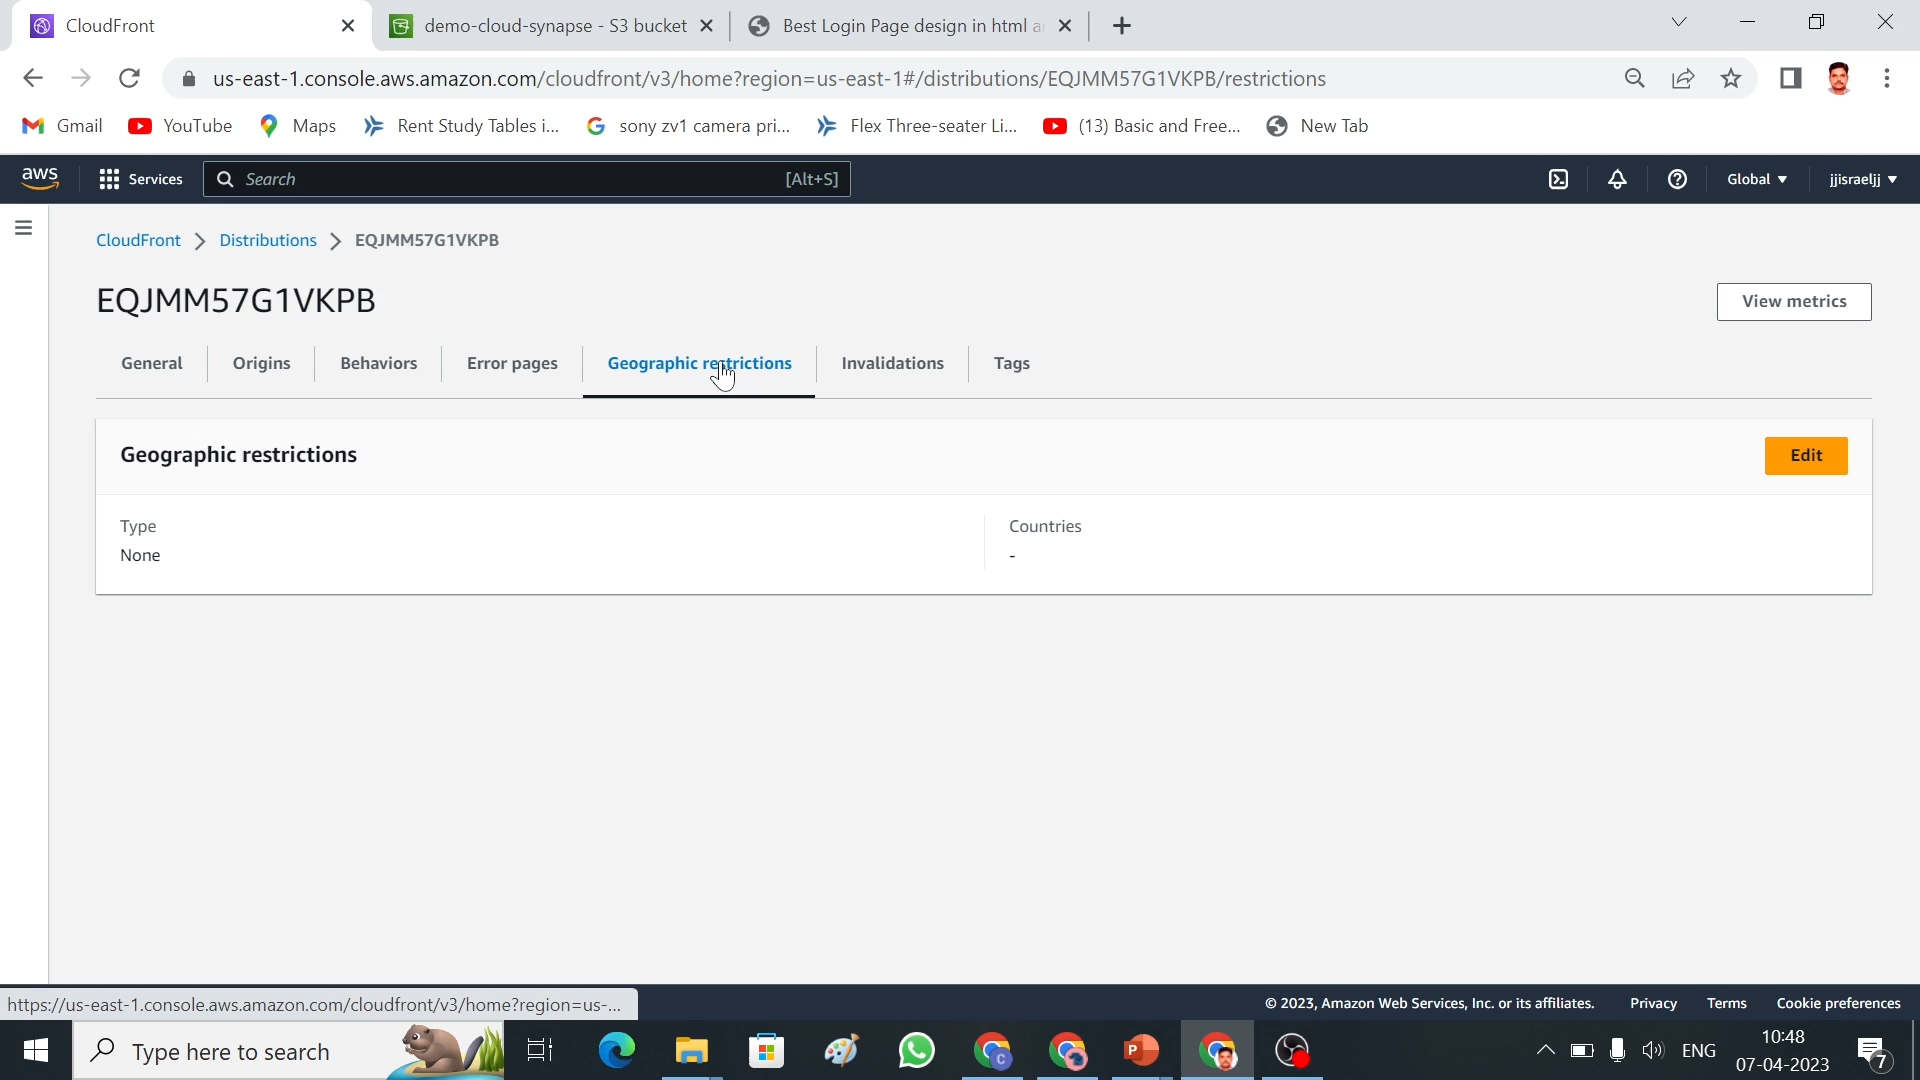 CloudFront
demo-cloud-synapse - S3 bucket
Best Login Page design in html a
us-east-1.console.aws.amazon.com/cloudfront/v3/home?region=us-east-1#/distributions/EQJMM57G1VKPB/restrictions
Gmail
YouTube
Maps
Rent Study Tables i...
sony zv1 camera pri...
Flex Three-seater Li...
(13) Basic and Free...
New Tab
aws
Services
Search
[Alt+S]
Global
jjisraeljj
CloudFront
Distributions
EQJMM57G1VKPB
EQJMM57G1VKPB
View metrics
General
Origins
Behaviors
Error pages
Geographic restrictions
Invalidations
Tags
Geographic restrictions
Edit
Type
None
Countries
-
https://us-east-1.console.aws.amazon.com/cloudfront/v3/home?region=us-...
© 2023, Amazon Web Services, Inc. or its affiliates.
Privacy
Terms
Cookie preferences
Type here to search
ENG
10:48
07-04-2023
7